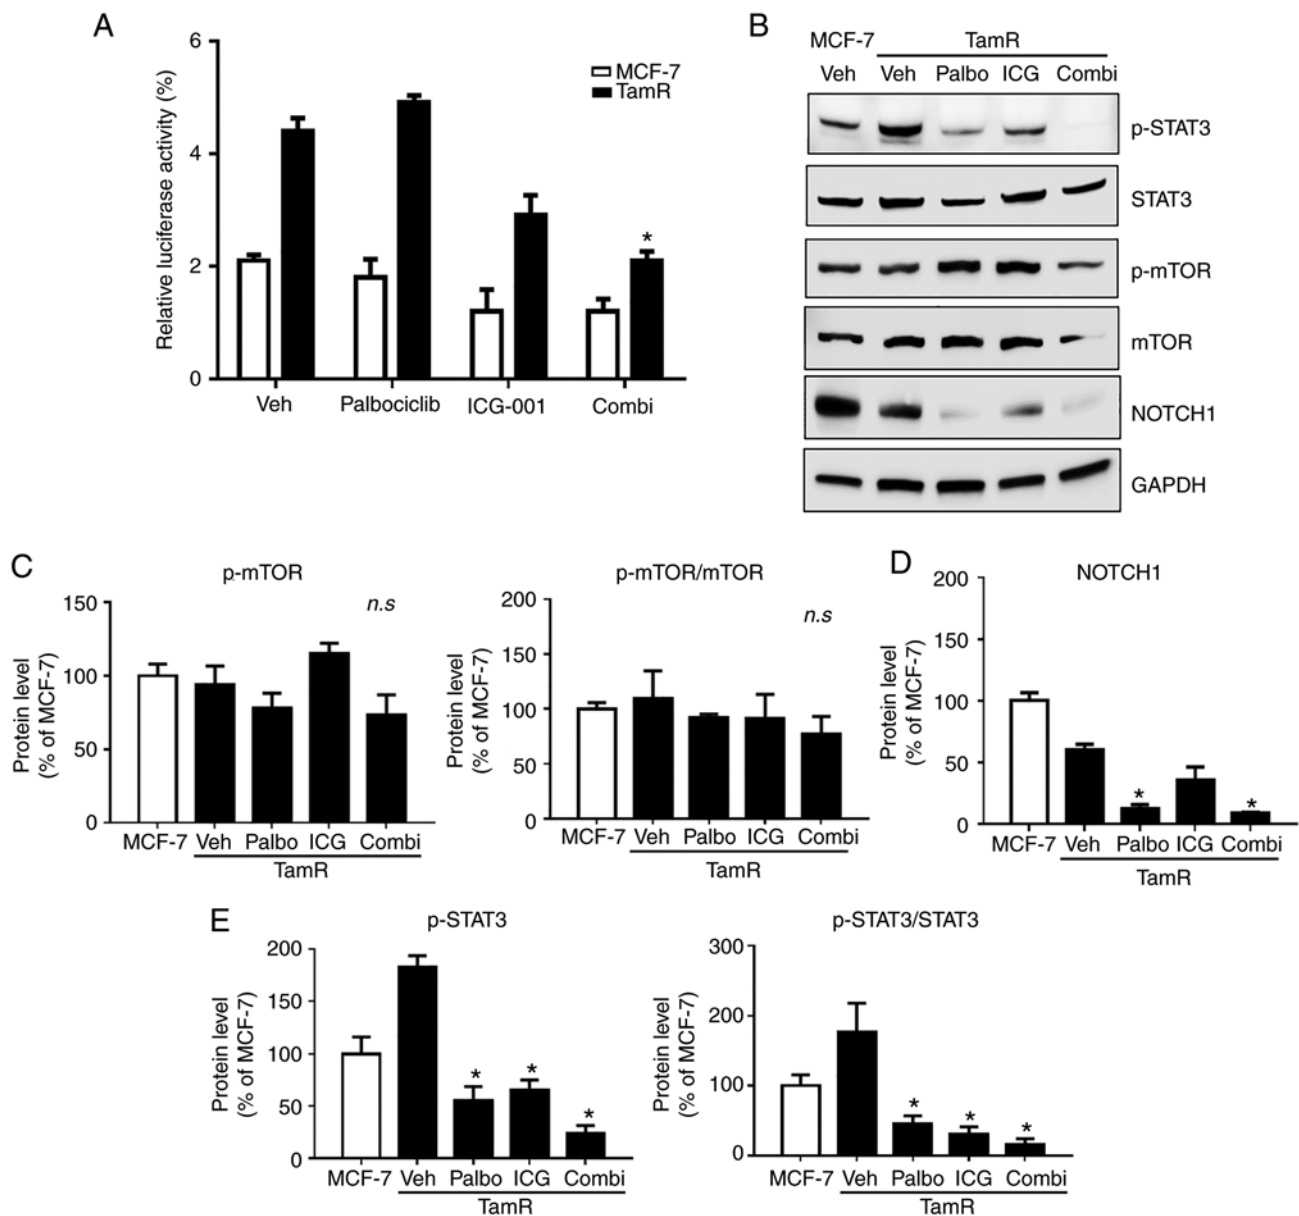 A
6
4
2
0
Relative luciferase activity (%)
MCF-7
TamR
*
Veh Palbociclib ICG-001 Combi
B
MCF-7 TamR
Veh Veh Palbo ICG Combi
p-STAT3
STAT3
p-mTOR
mTOR
NOTCH1
GAPDH
C
p-mTOR
150
100
50
0
Protein level
(% of MCF-7)
n.s
MCF-7 Veh Palbo ICG Combi
TamR
p-mTOR/mTOR
200
150
100
50
0
Protein level
(% of MCF-7)
n.s
MCF-7 Veh Palbo ICG Combi
TamR
D
NOTCH1
200
150
100
50
0
Protein level
(% of MCF-7)
* *
MCF-7 Veh Palbo ICG Combi
TamR
E
p-STAT3
200
150
100
50
0
Protein level
(% of MCF-7)
* * *
MCF-7 Veh Palbo ICG Combi
TamR
p-STAT3/STAT3
300
200
100
0
Protein level
(% of MCF-7)
* * *
MCF-7 Veh Palbo ICG Combi
TamR